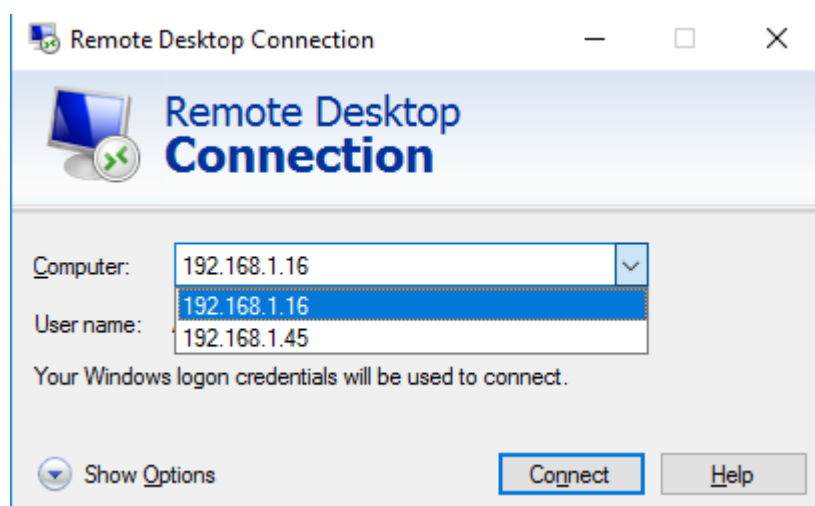 Remote Desktop Connection
Remote Desktop
Connection
Computer: 192.168.1.16
192.168.1.16
User name:
192.168.1.45
Your Windows logon credentials will be used to connect.
Show Options Connect Help